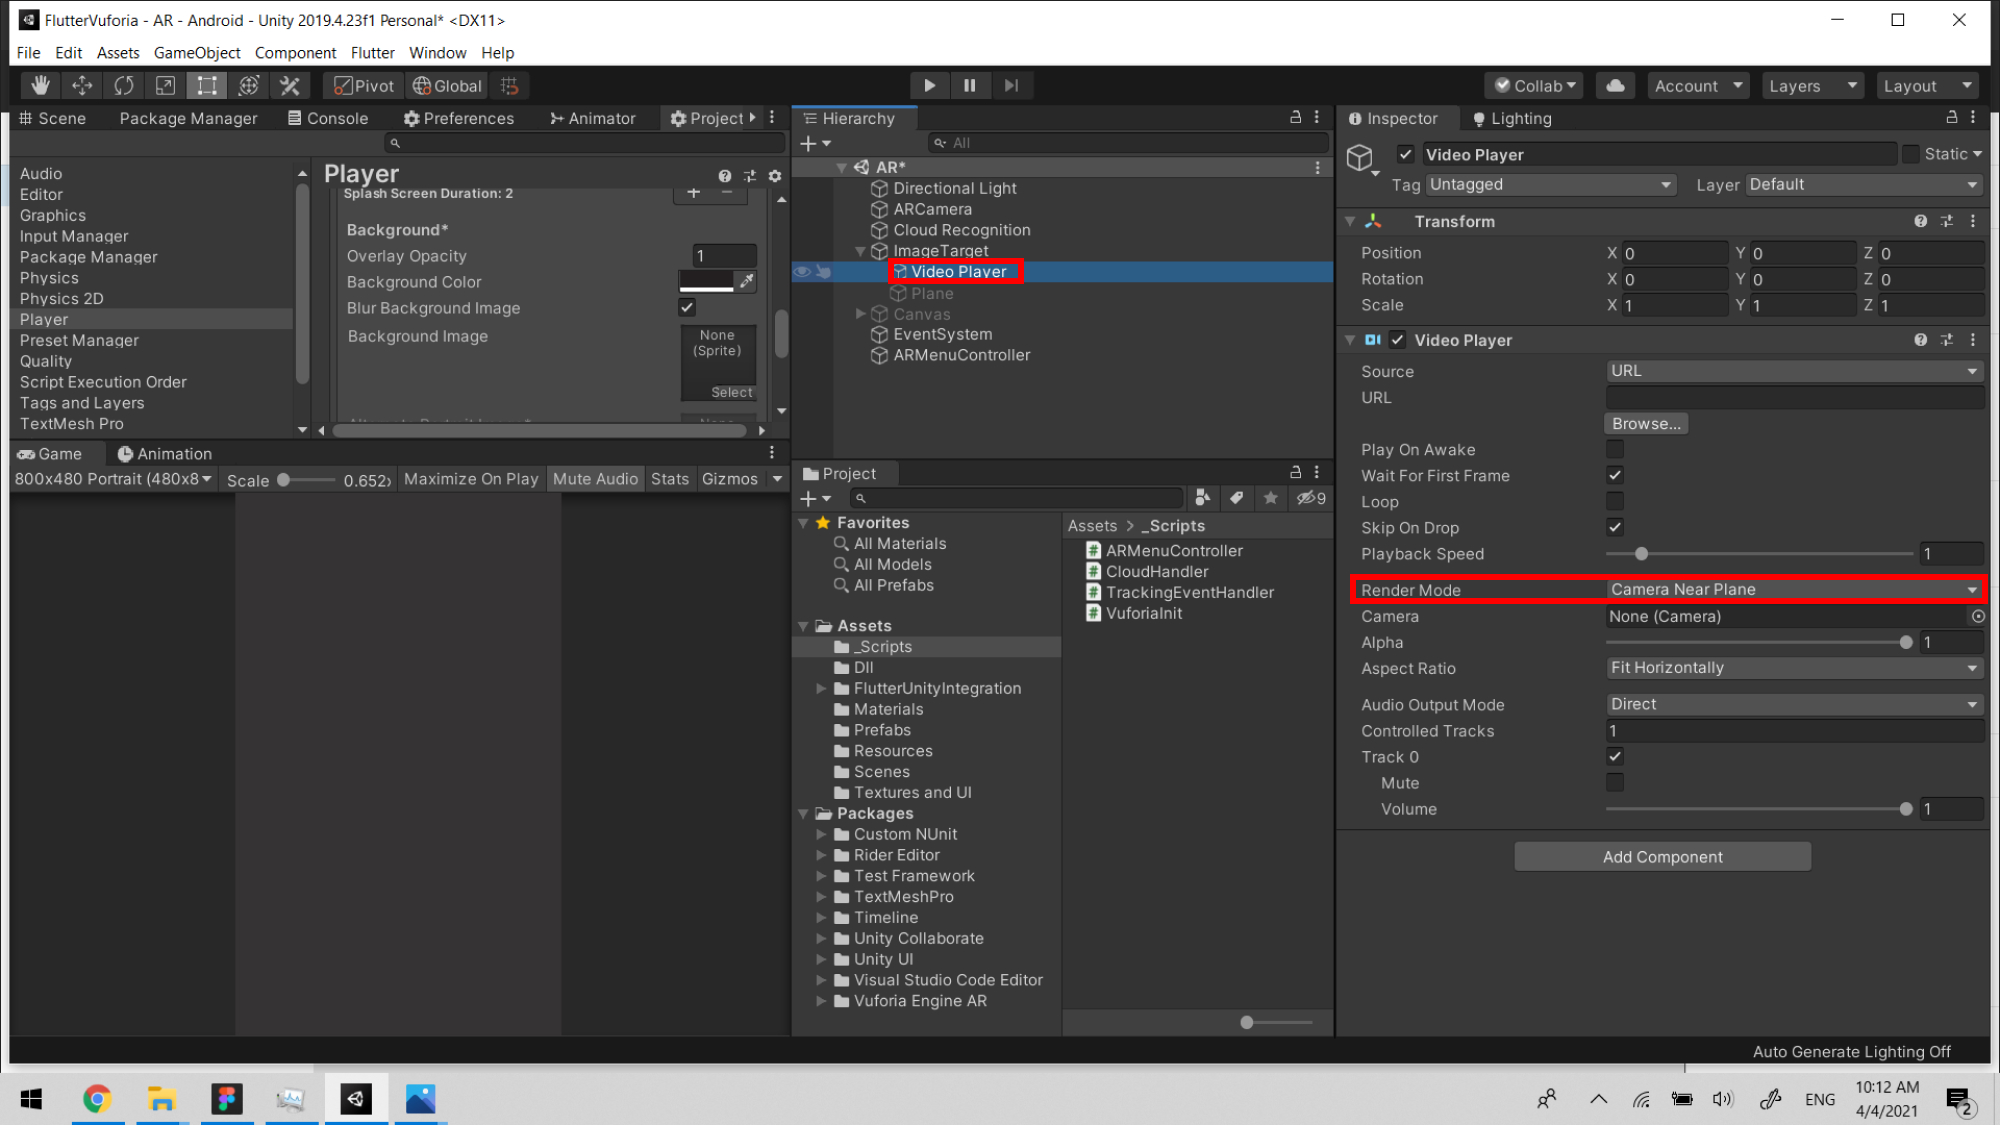 FlutterVuforia - AR - Android - Unity 2019.4.23f1 Personal* <DX11>
File Edit Assets GameObject Component Flutter Window Help
Pivot Global Collab Account Layers Layout
Scene Package Manager Console Preferences Animator Project
Audio
Editor
Graphics
Input Manager
Package Manager
Physics
Physics 2D
Player
Preset Manager
Quality
Script Execution Order
Tags and Layers
TextMesh Pro
Player
Splash Screen Duration: 2
Background*
Overlay Opacity 1
Background Color
Blur Background Image
Background Image
None
(Sprite)
Select
Hierarchy
All
AR*
Directional Light
ARCamera
Cloud Recognition
ImageTarget
Video Player
Plane
Canvas
EventSystem
ARMenuController
Game Animation
800x480 Portrait (480x8 Scale 0.652x Maximize On Play Mute Audio Stats Gizmos
Project
9
Favorites
All Materials
All Models
All Prefabs
Assets
_Scripts
Dll
FlutterUnityIntegration
Materials
Prefabs
Resources
Scenes
Textures and UI
Packages
Custom NUnit
Rider Editor
Test Framework
TextMeshPro
Timeline
Unity Collaborate
Unity UI
Visual Studio Code Editor
Vuforia Engine AR
Assets > _Scripts
ARMenuController
CloudHandler
TrackingEventHandler
VuforiaInit
Inspector Lighting
Video Player Static
Tag Untagged Layer Default
Transform
Position X 0 Y 0 Z 0
Rotation X 0 Y 0 Z 0
Scale X 1 Y 1 Z 1
Video Player
Source URL
URL
Browse...
Play On Awake
Wait For First Frame
Loop
Skip On Drop
Playback Speed 1
Render Mode Camera Near Plane
Camera None (Camera)
Alpha 1
Aspect Ratio Fit Horizontally
Audio Output Mode Direct
Controlled Tracks 1
Track 0
Mute
Volume 1
Add Component
Auto Generate Lighting Off
ENG
10:12 AM
4/4/2021
2